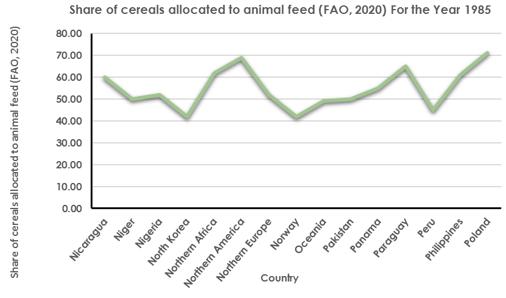 Share of cereals allocated to animal feed (FAO, 2020) For the Year 1985
Share of cereals allocated to animal feed (FAO, 2020)
80.00
70.00
60.00
50.00
40.00
30.00
20.00
10.00
0.00
Nicaragua
Niger
Nigeria
North Korea
Northern Africa
Northern America
Northern Europe
Norway
Oceania
Pakistan
Panama
Paraguay
Peru
Philippines
Poland
Country